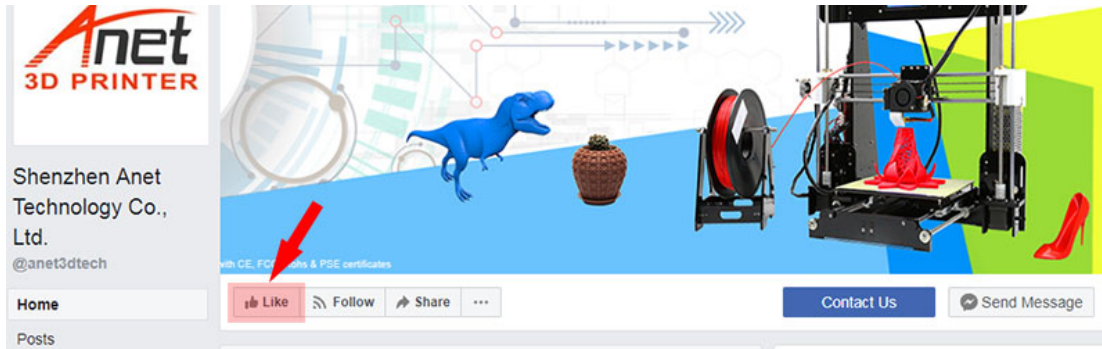 Anet
3D PRINTER
Shenzhen Anet
Technology Co.,
Ltd.
@anet3dtech
Home
Posts
with CE, FCC, & PSE certificates
Like
Follow
Share
Contact Us
Send Message